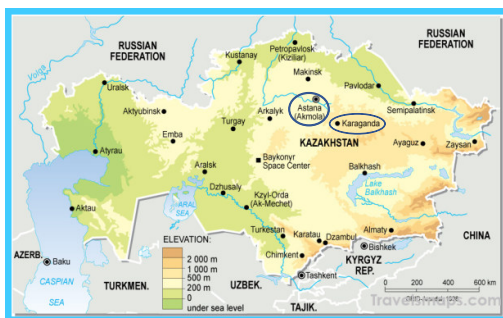 RUSSIAN
FEDERATION
Petropavlosk
(Kiziliar)
RUSSIAN
FEDERATION
Kustanay
Makinsk
Volga
Uralsk
Pavlodar
Aktyubinsk
Arkalyk
Astana
(Akmola)
Semipalatinsk
Karaganda
Turgay
Emba
KAZAKHSTAN
Ayaguz
Zaysan
Atyrau
Baykonyr
Space Center
Aralsk
Balkhash
Dzhusaly
Lake
Balkhash
Aktau
ARAL
SEA
Kzyl-Orda
(Ak-Mechet)
Turkestan
Karatau
Dzambul
Almaty
CHINA
ELEVATION:
2 000 m
1 000 m
500 m
200 m
0
under sea level
Chimkent
Bishkek
AZERB.
Baku
KYRGYZ
REP.
CASPIAN
SEA
TURKMEN.
UZBEK.
Tashkent
TAJIK.
0
200
400
600 km
Travelsmaps.com